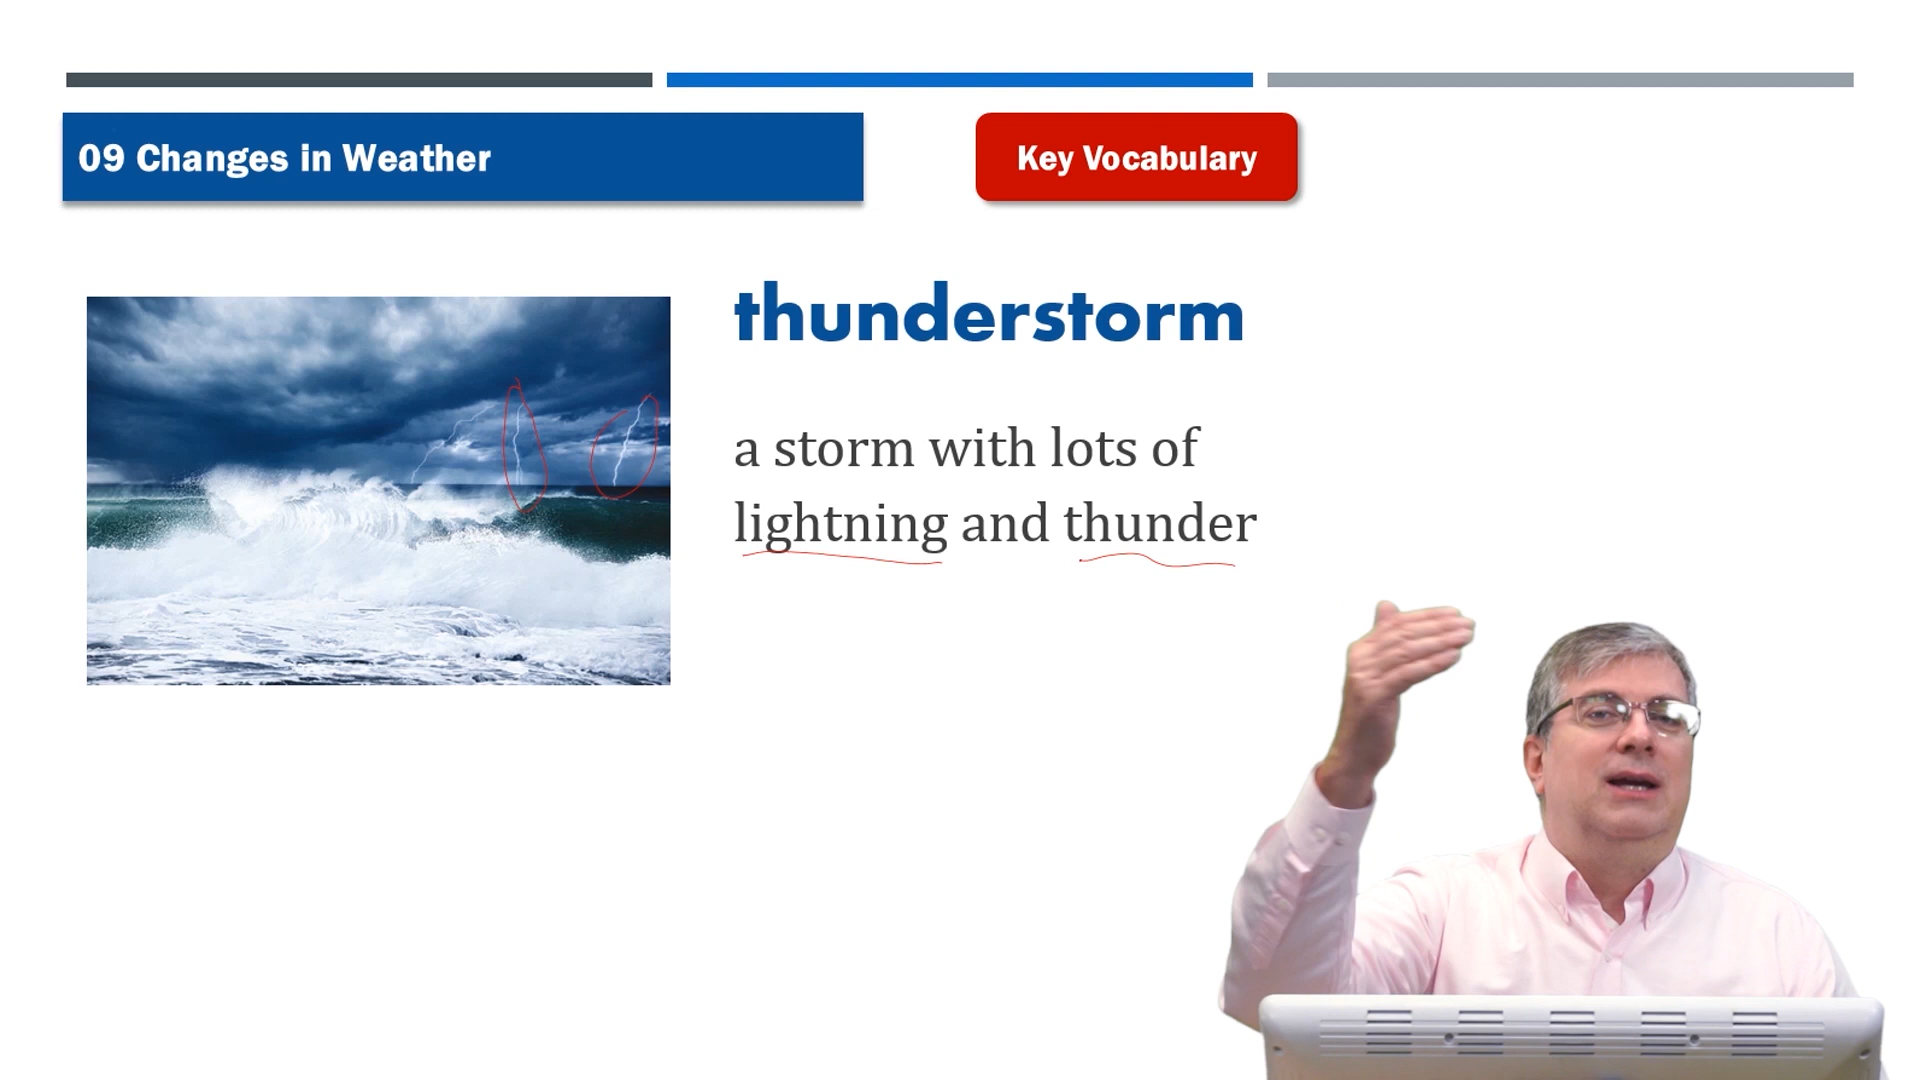 09 Changes in Weather
Key Vocabulary
thunderstorm
a storm with lots of
lightning and thunder